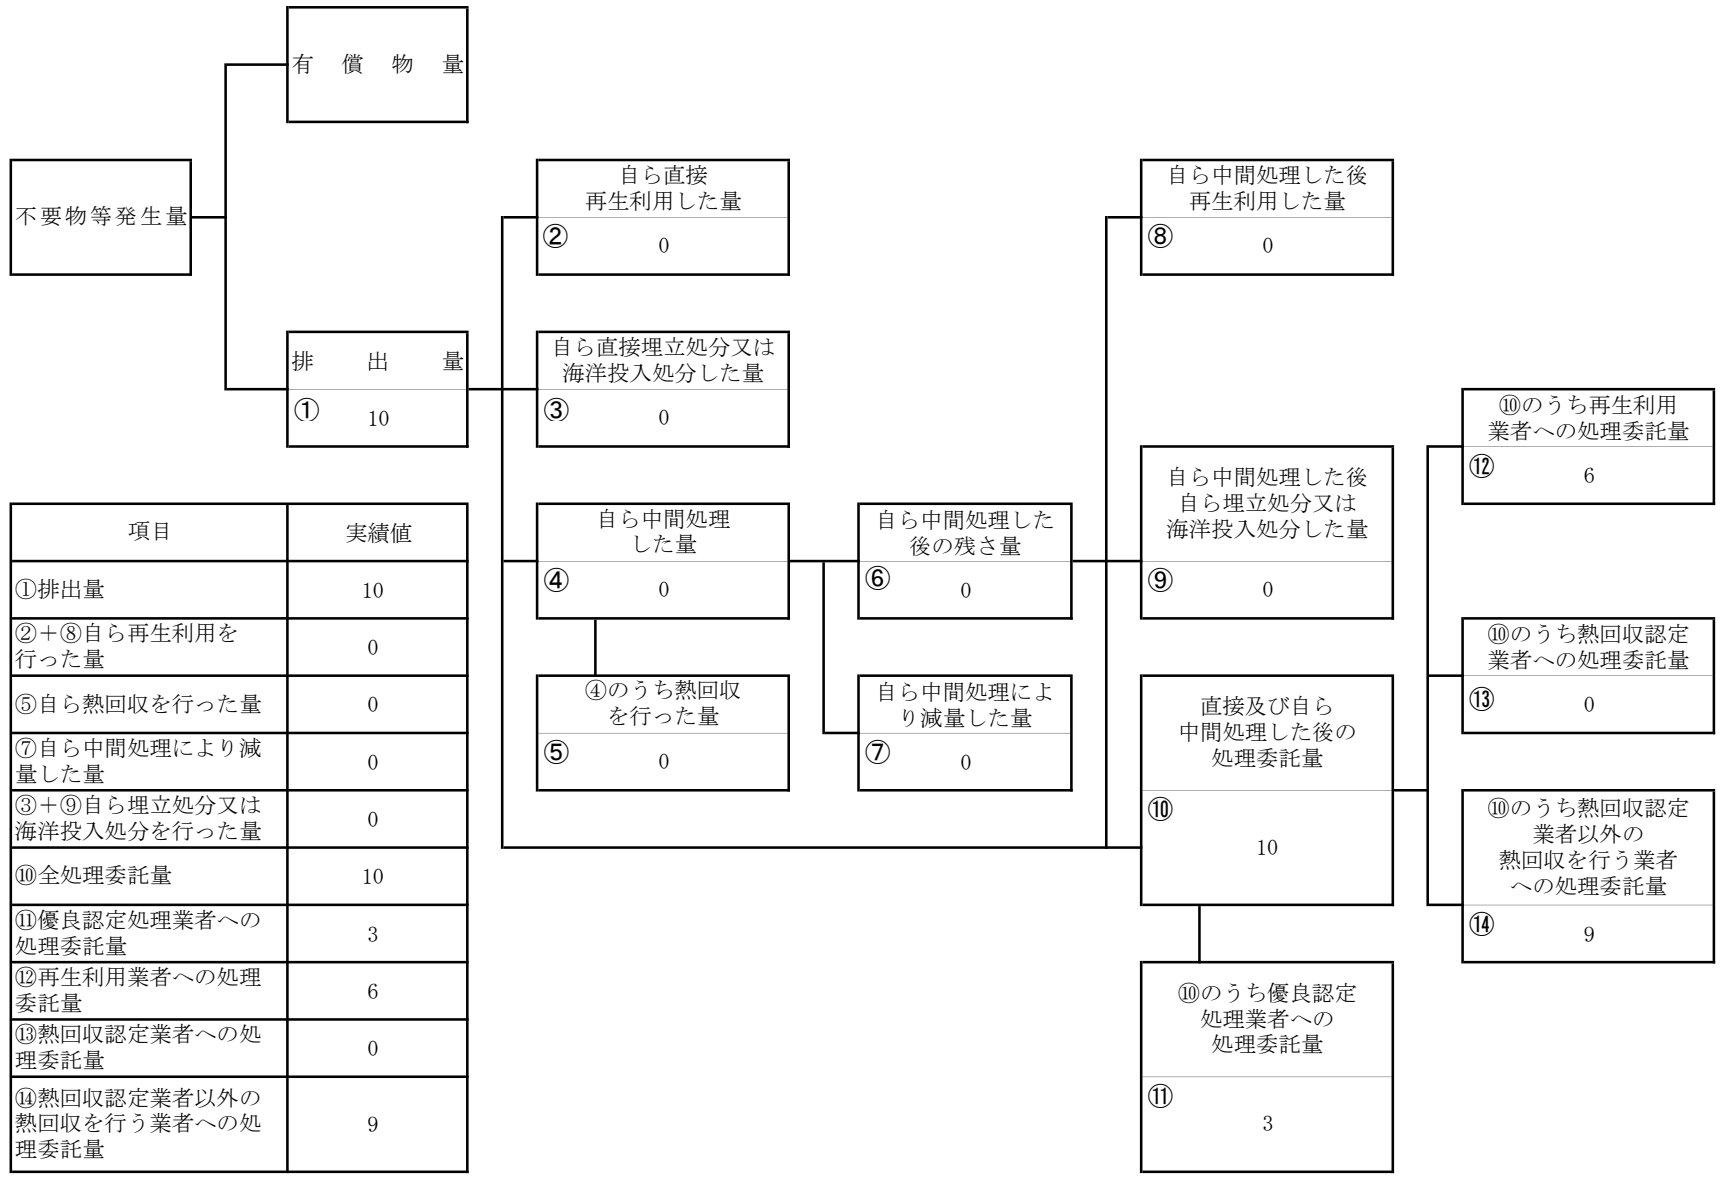 有償物量
不要物等発生量
排出量
① 10
自ら直接
再生利用した量
② 0
自ら直接埋立処分又は
海洋投入処分した量
③ 0
自ら中間処理
した量
④ 0
④のうち熱回収
を行った量
⑤ 0
自ら中間処理した
後の残さ量
⑥ 0
自ら中間処理によ
り減量した量
⑦ 0
自ら中間処理した後
再生利用した量
⑧ 0
自ら中間処理した後
自ら埋立処分又は
海洋投入処分した量
⑨ 0
直接及び自ら
中間処理した後の
処理委託量
⑩
10
⑩のうち優良認定
処理業者への
処理委託量
⑪
3
⑩のうち再生利用
業者への処理委託量
⑫ 6
⑩のうち熱回収認定
業者への処理委託量
⑬ 0
⑩のうち熱回収認定
業者以外の
熱回収を行う業者
への処理委託量
⑭ 9
項目 実績値
①排出量 10
②＋⑧自ら再生利用を
行った量 0
⑤自ら熱回収を行った量 0
⑦自ら中間処理により減
量した量 0
③＋⑨自ら埋立処分又は
海洋投入処分を行った量 0
⑩全処理委託量 10
⑪優良認定処理業者への
処理委託量 3
⑫再生利用業者への処理
委託量 6
⑬熱回収認定業者への処
理委託量 0
⑭熱回収認定業者以外の
熱回収を行う業者への処
理委託量 9